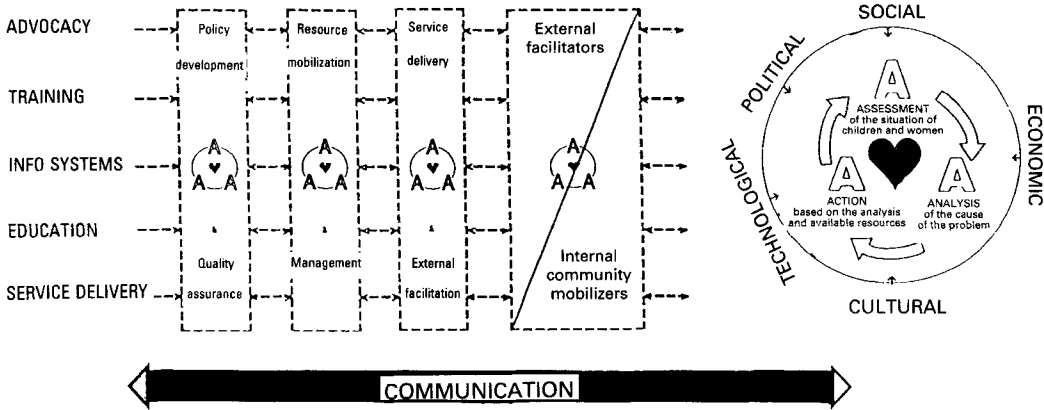 ADVOCACY
TRAINING
INFO SYSTEMS
EDUCATION
SERVICE DELIVERY
Policy
development
A
A A
&
Quality
assurance
Resource
mobilization
A
A A
&
Management
Service
delivery
A
A A
&
External
facilitation
External
facilitators
A
A A
Internal
community
mobilizers
SOCIAL
POLITICAL
TECHNOLOGICAL
ECONOMIC
CULTURAL
A
ASSESSMENT
of the situation of
children and women
A
ACTION
based on the analysis
and available resources
A
ANALYSIS
of the cause
of the problem
COMMUNICATION